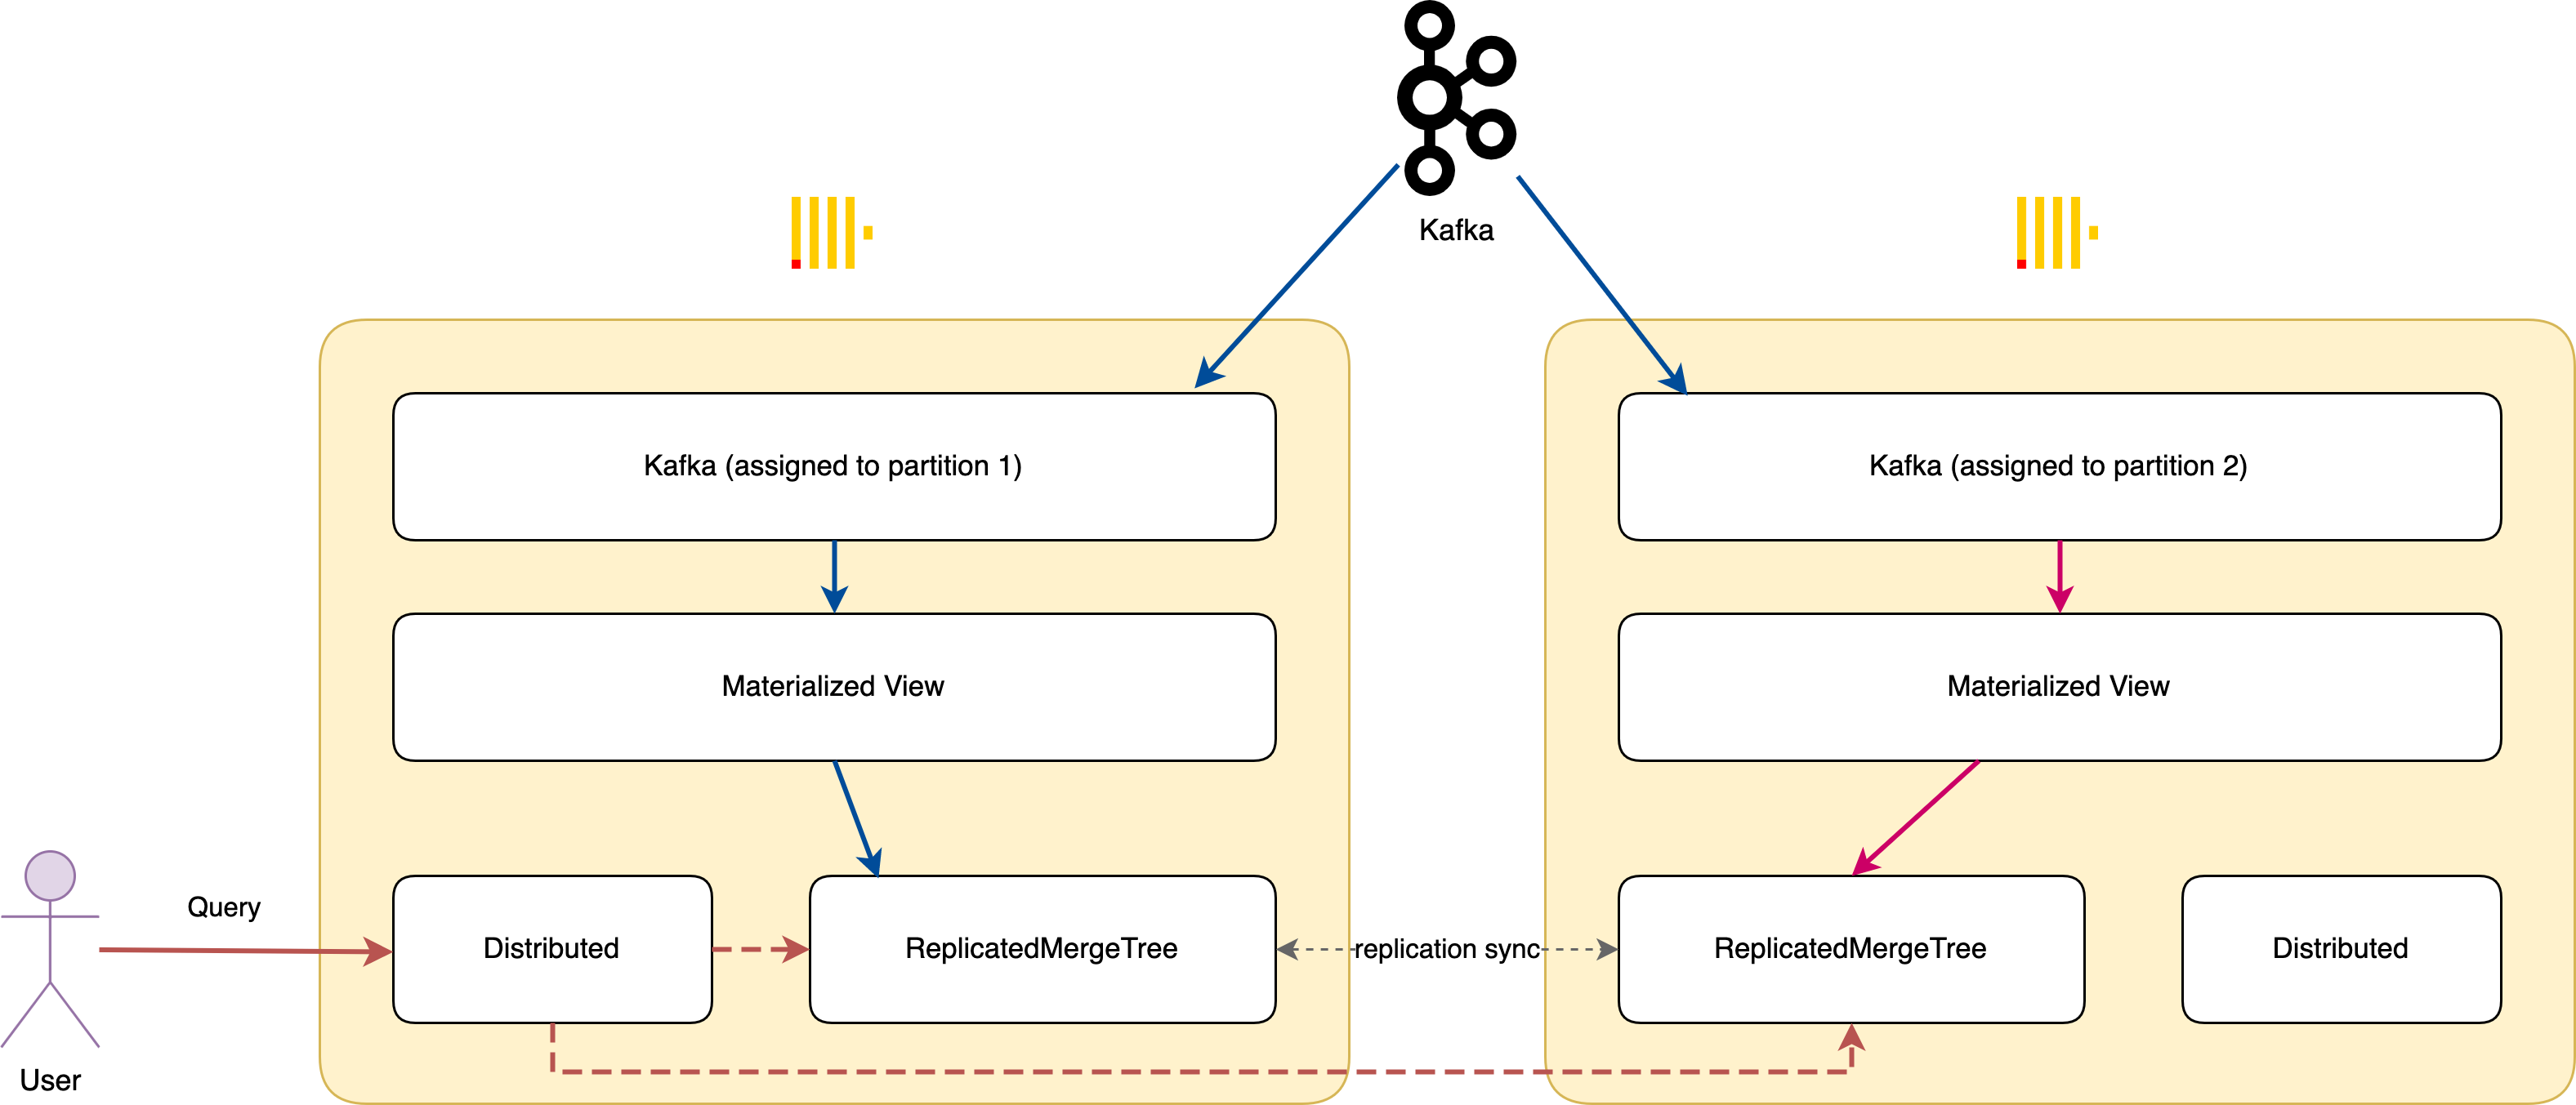 Kafka
Kafka (assigned to partition 1)
Kafka (assigned to partition 2)
Materialized View
Materialized View
Query
Distributed
ReplicatedMergeTree
replication sync
ReplicatedMergeTree
Distributed
User